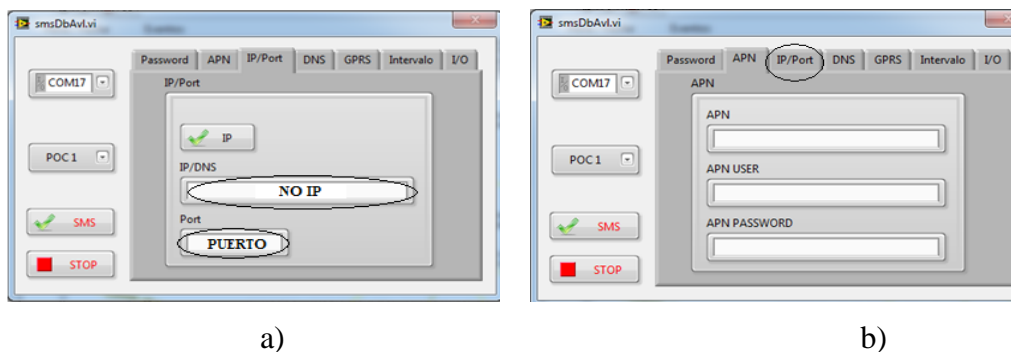 smsDbAvl.vi
Password APN IP/Port DNS GPRS Intervalo I/O
COM17
IP/Port
IP
POC 1
IP/DNS
NO IP
Port
SMS
PUERTO
STOP
a)
smsDbAvl.vi
Password APN IP/Port DNS GPRS Intervalo I/O
COM17
APN
APN
POC 1
APN USER
SMS
APN PASSWORD
STOP
b)